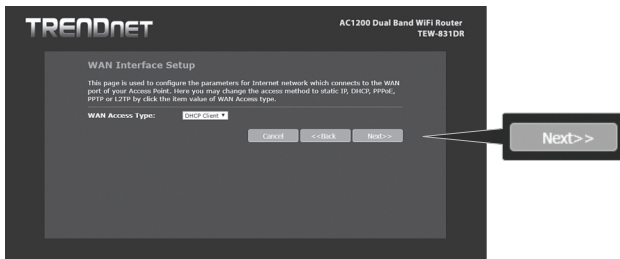 TRENDNET
AC1200 Dual Band WiFi Router
TEW-831DR
WAN Interface Setup
This page is used to configure the parameters for Internet network which connects to the WAN
port of your Access Point. Here you may change the access method to static IP, DHCP, PPPoE,
PPTP or L2TP by click the item value of WAN Access type.
WAN Access Type: DHCP Client
Cancel <<Back Next>>
Next>>